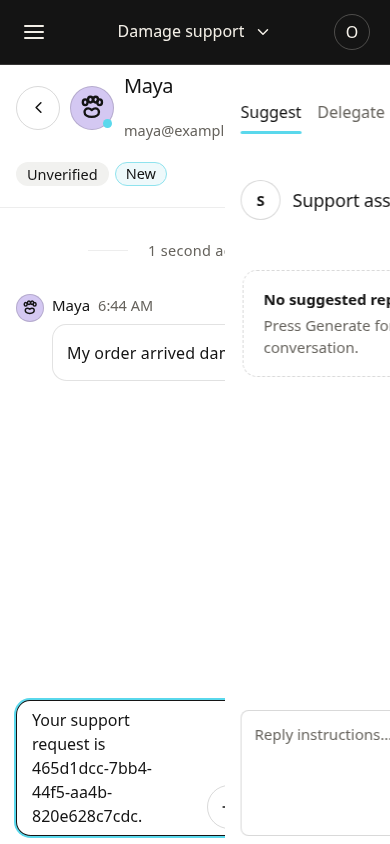 Damage support
O
Maya
maya@exampl
Unverified
New
1 second a
Maya 6:44 AM
My order arrived dar
Your support
request is
465d1dcc-7bb4-
44f5-aa4b-
820e628c7cdc.
Suggest Delegate
S
Support ass
No suggested rep
Press Generate fo
conversation.
Reply instructions...